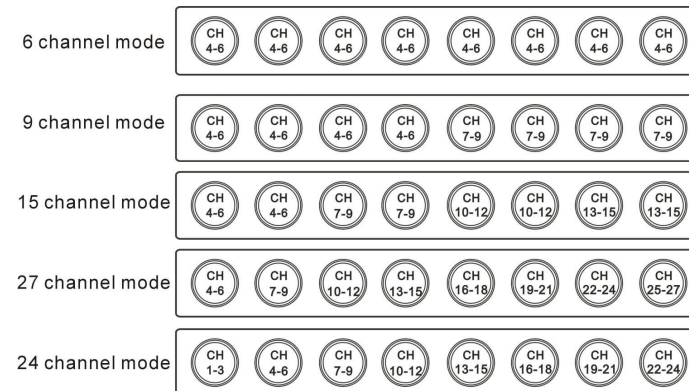 CH CH CH CH CH CH CH CH
6 channel mode 4-6 4-6 4-6 4-6 4-6 4-6 4-6 4-6
CH CH CH CH CH CH CH CH
9 channel mode 4-6 4-6 4-6 4-6 7-9 7-9 7-9 7-9
CH CH CH CH CH CH CH CH
15 channel mode 4-6 4-6 7-9 7-9 10-12 10-12 13-15 13-15
CH CH CH CH CH CH CH CH
27 channel mode 4-6 7-9 10-12 13-15 16-18 19-21 22-24 25-27
CH CH CH CH CH CH CH CH
24 channel mode 1-3 4-6 7-9 10-12 13-15 16-18 19-21 22-24